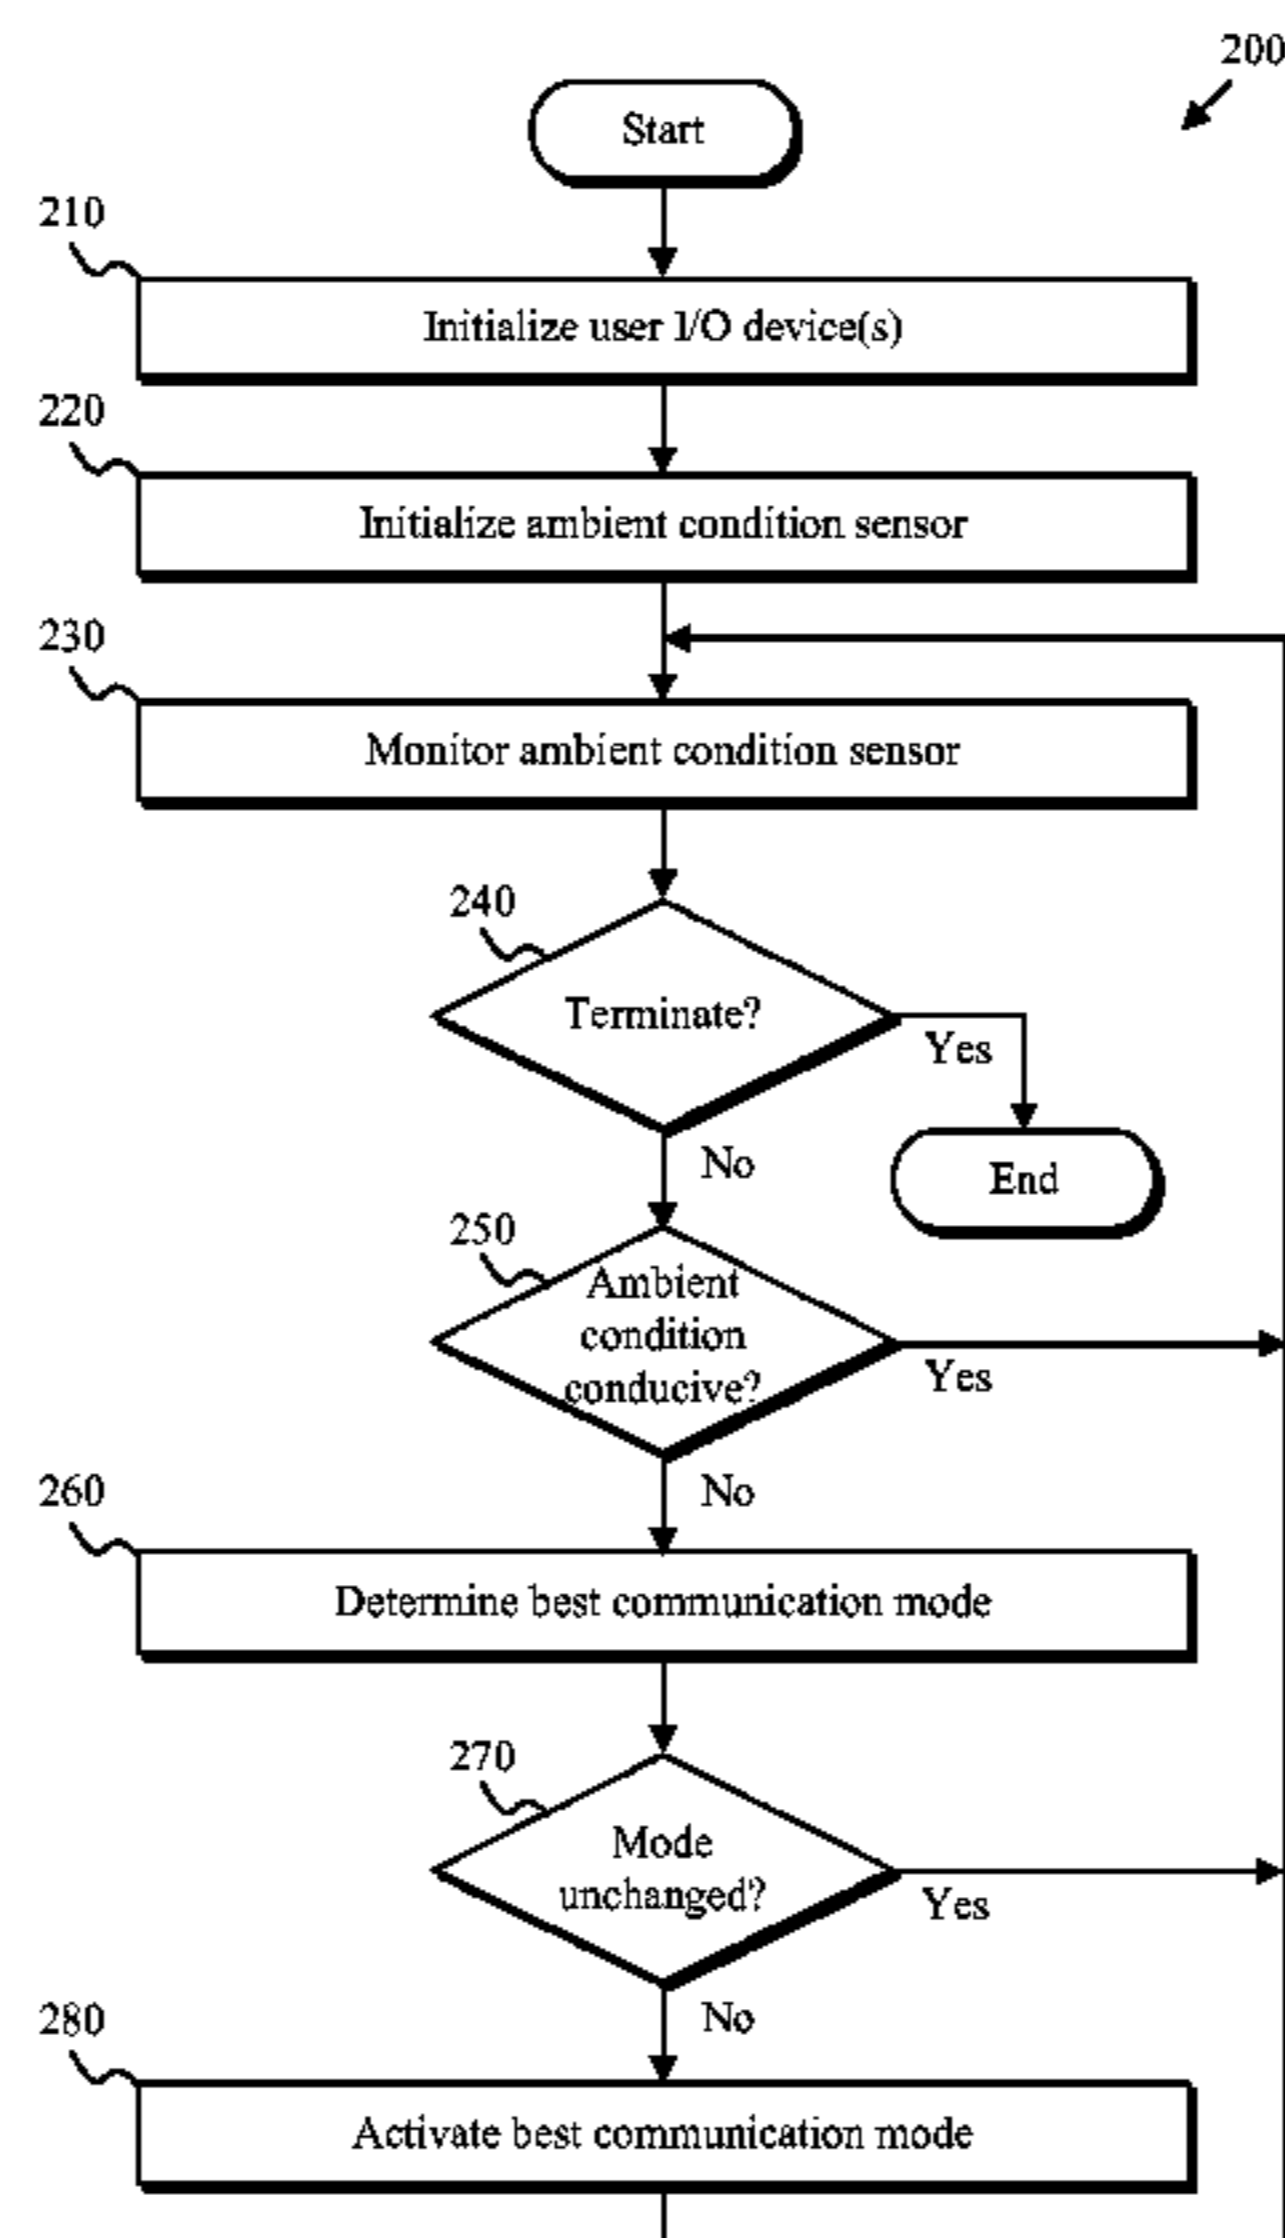 200
Start
210
Initialize user I/O device(s)
220
Initialize ambient condition sensor
230
Monitor ambient condition sensor
240
Terminate?
Yes
No
End
250
Ambient
condition
conducive?
Yes
No
260
Determine best communication mode
270
Mode
unchanged?
Yes
No
280
Activate best communication mode